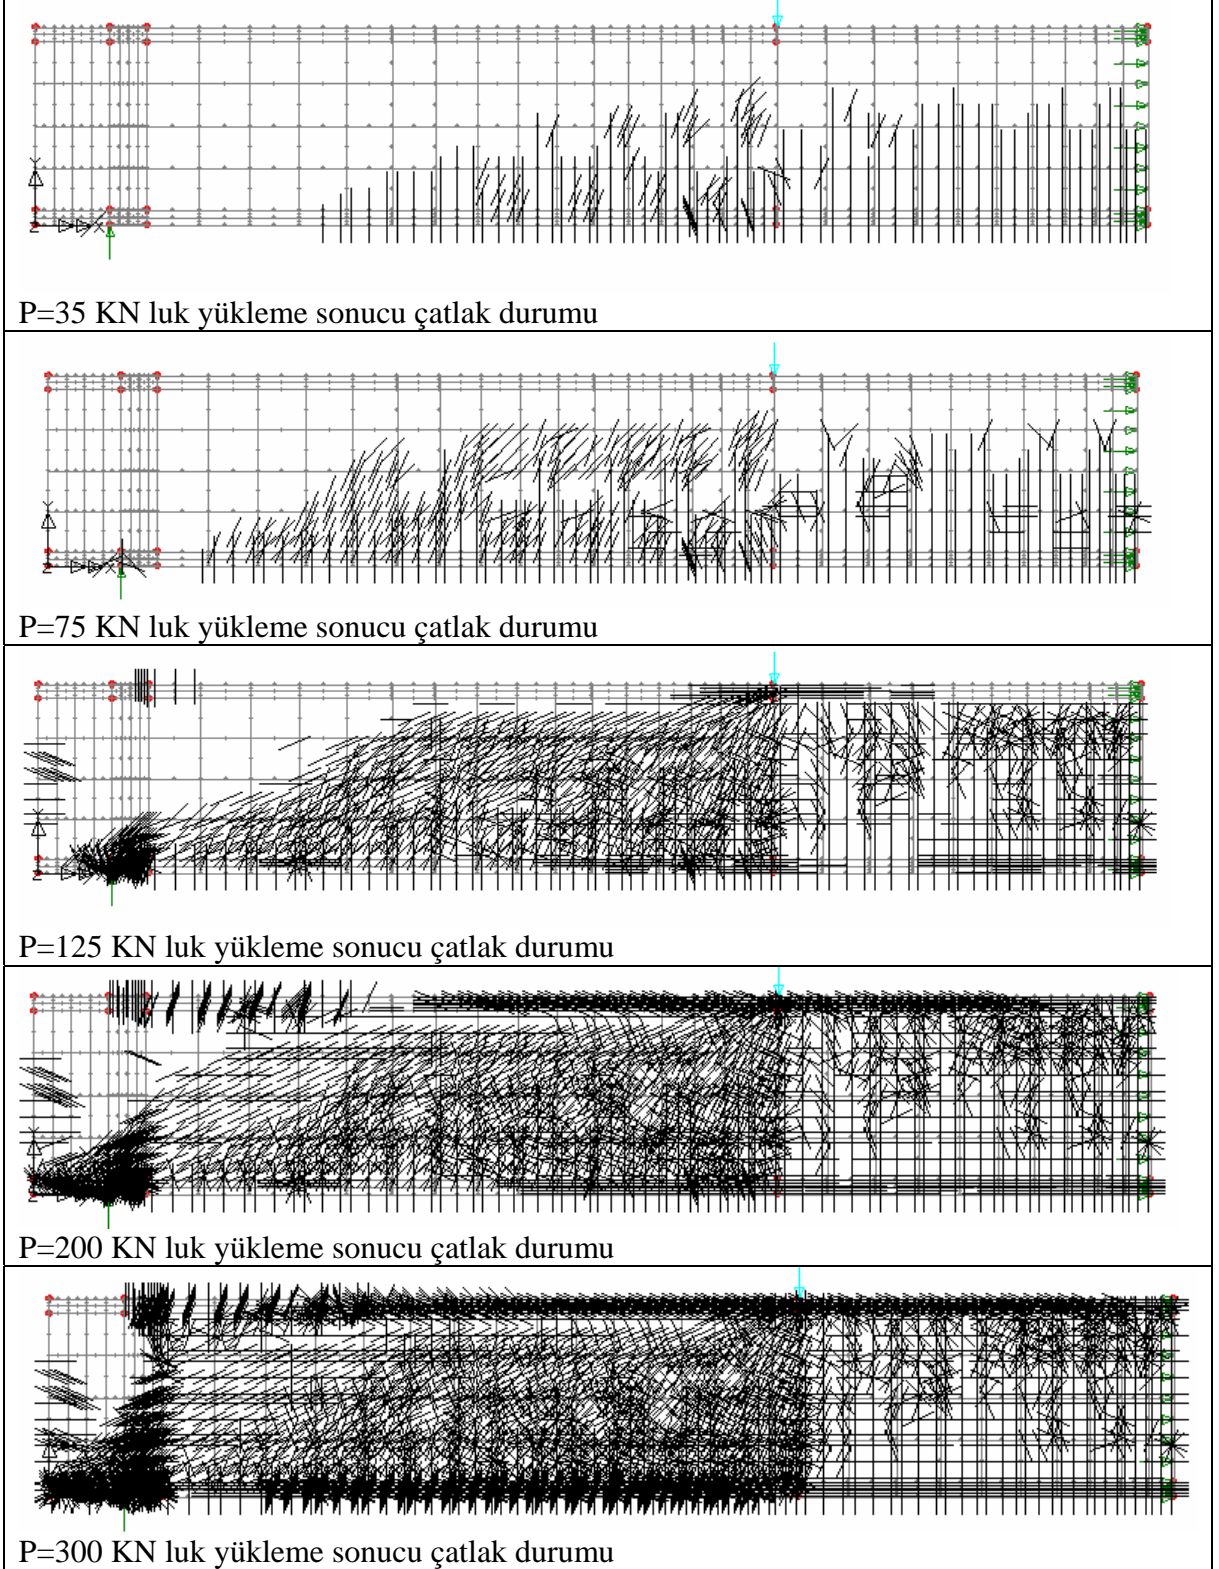 P=35 KN luk yükleme sonucu çatlak durumu
P=75 KN luk yükleme sonucu çatlak durumu
P=125 KN luk yükleme sonucu çatlak durumu
P=200 KN luk yükleme sonucu çatlak durumu
P=300 KN luk yükleme sonucu çatlak durumu